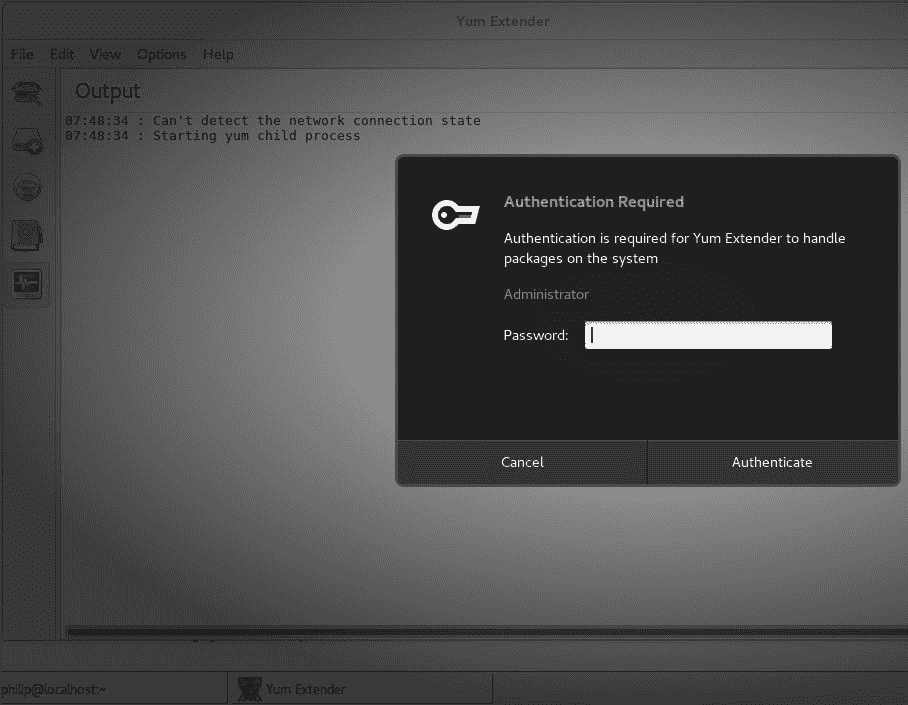 Yum Extender
File Edit View Options Help
Output
07:48:34 : Can't detect the network connection state
07:48:34 : Starting yum child process
Authentication Required
Authentication is required for Yum Extender to handle
packages on the system
Administrator
Password:
Cancel Authenticate
philip@localhost:~ Yum Extender